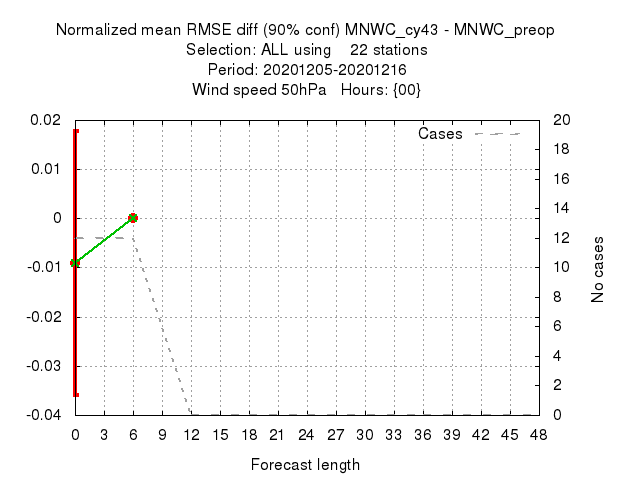 Normalized mean RMSE diff (90% conf) MNWC_cy43 - MNWC_preop
Selection: ALL using    22 stations
Period: 20201205-20201216
Wind speed 50hPa   Hours: {00}
0.02
0.01
0
-0.01
-0.02
-0.03
-0.04
Cases
20
18
16
14
12
10
8
6
4
2
0
No cases
0 3 6 9 12 15 18 21 24 27 30 33 36 39 42 45 48
Forecast length